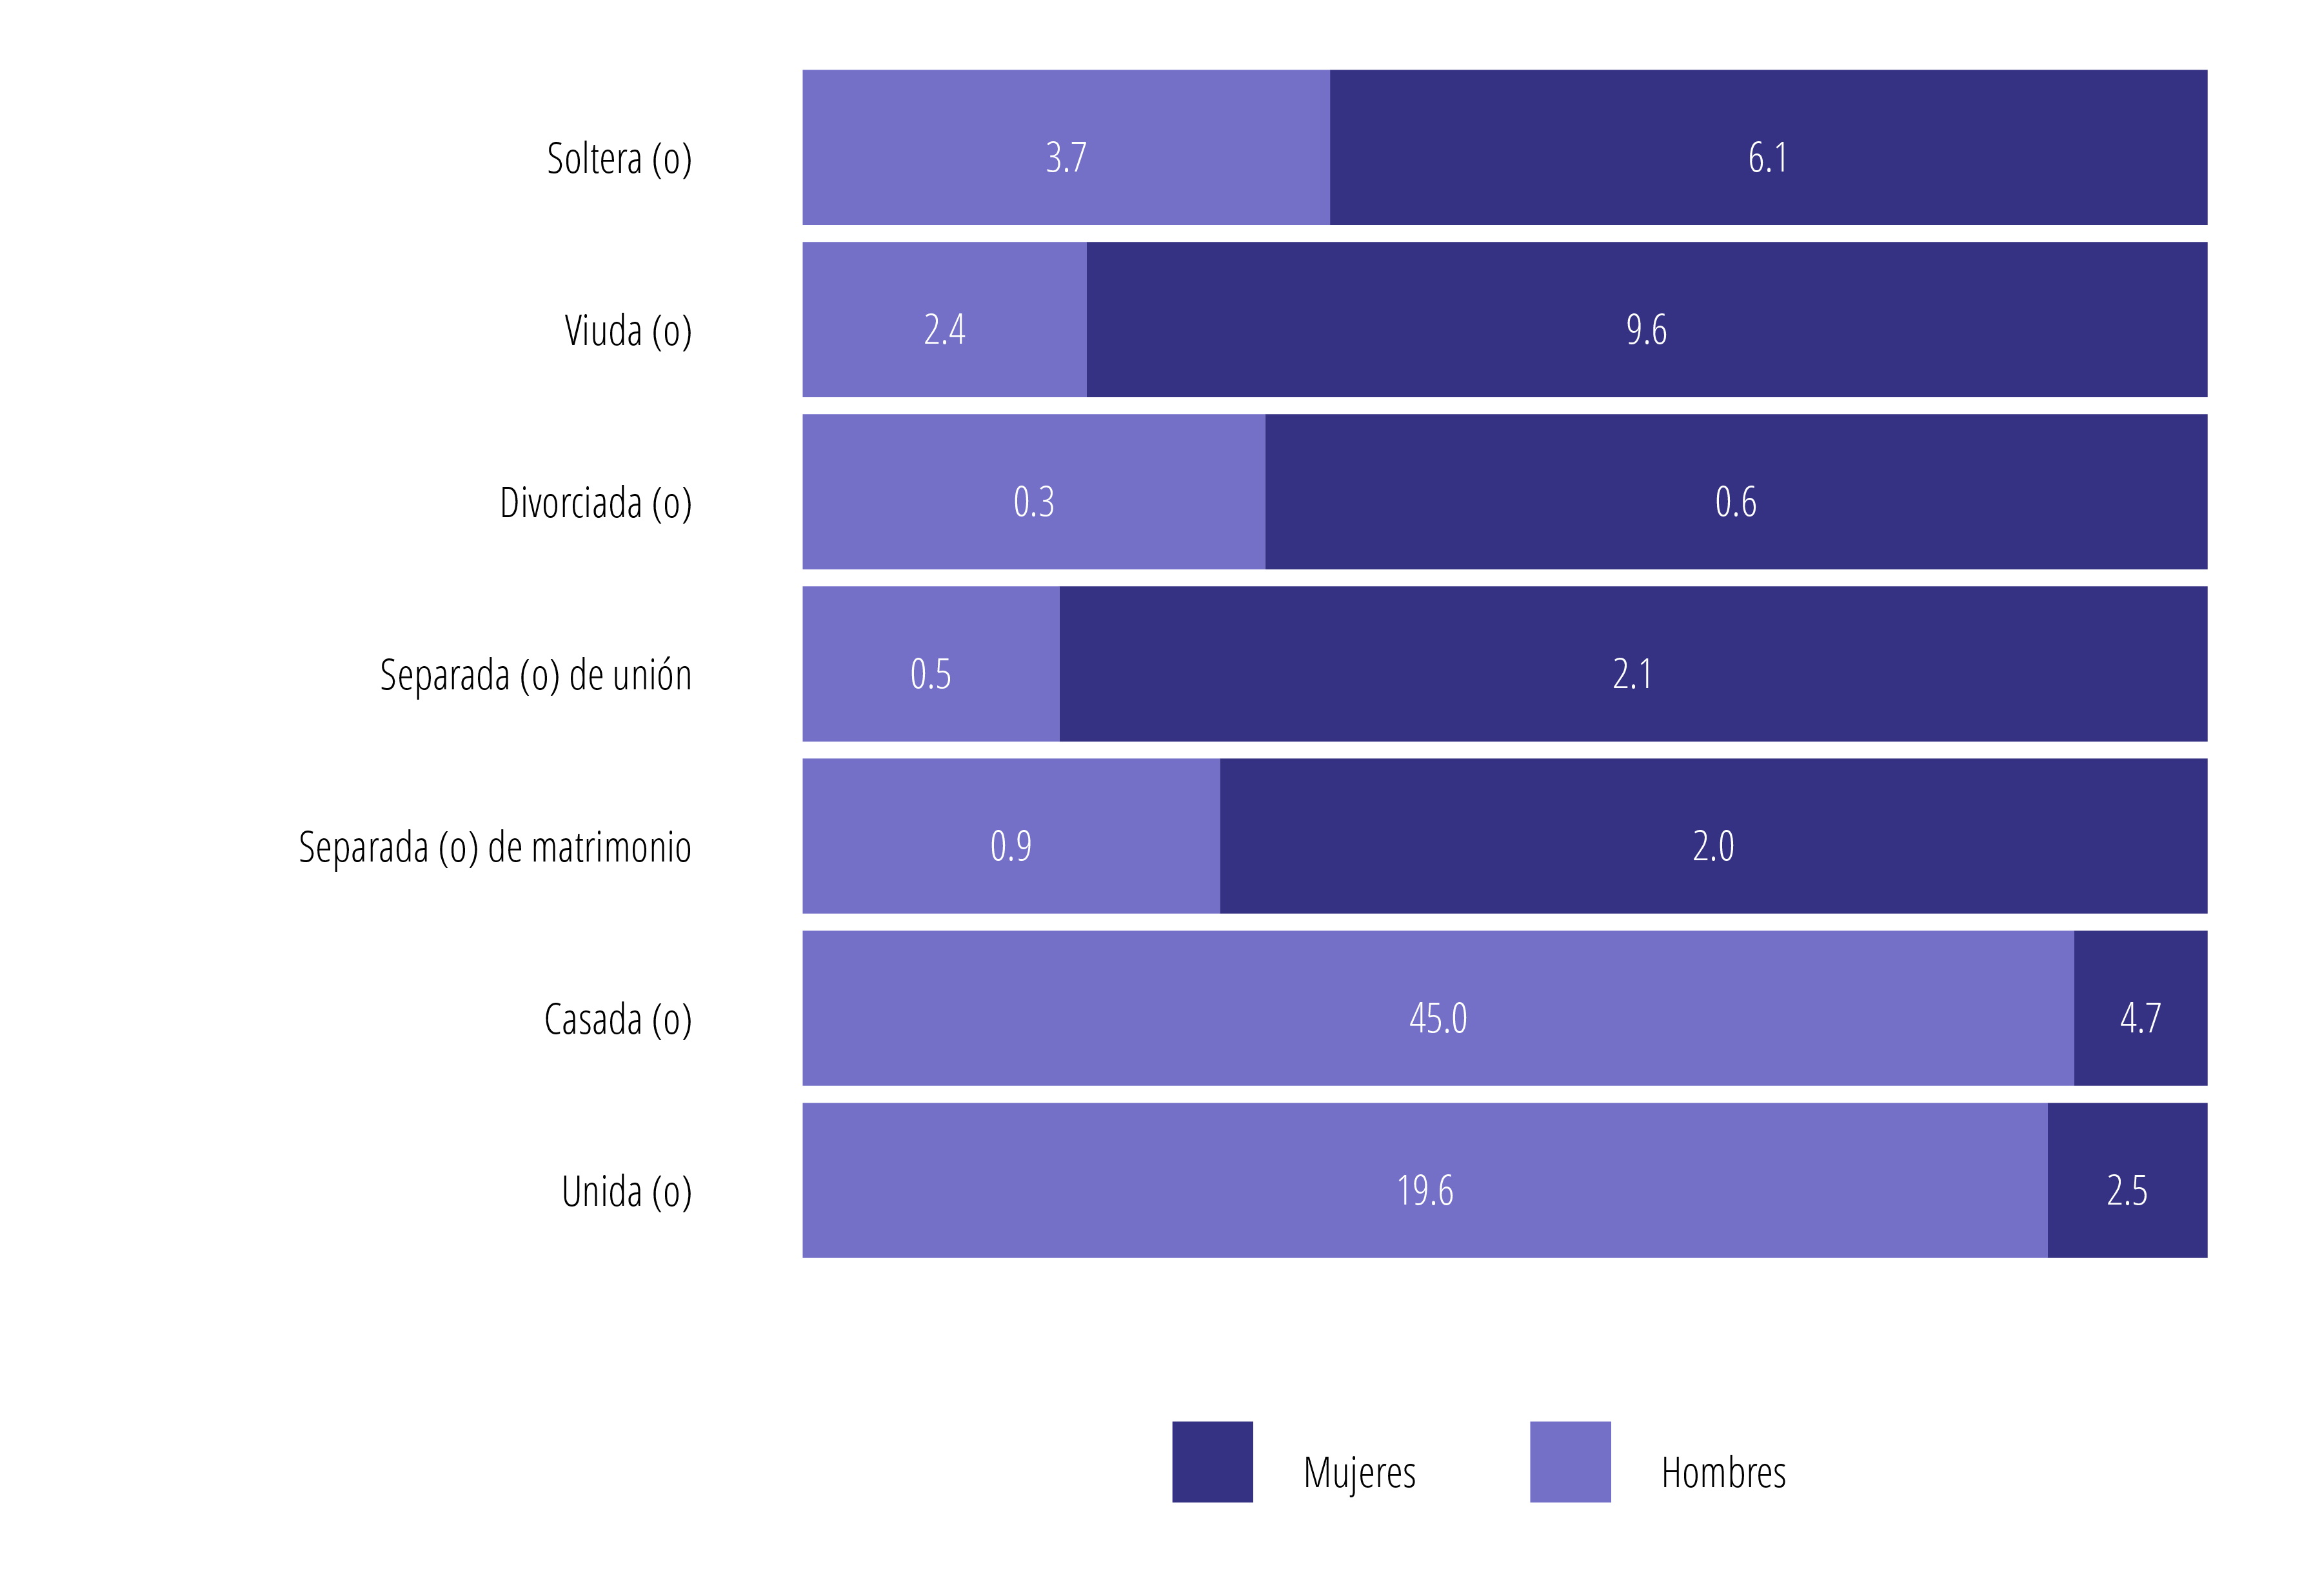 Soltera (o) 3.7 6.1
Viuda (o) 2.4 9.6
Divorciada (o) 0.3 0.6
Separada (o) de unión 0.5 2.1
Separada (o) de matrimonio 0.9 2.0
Casada (o) 45.0 4.7
Unida (o) 19.6 2.5
Mujeres Hombres